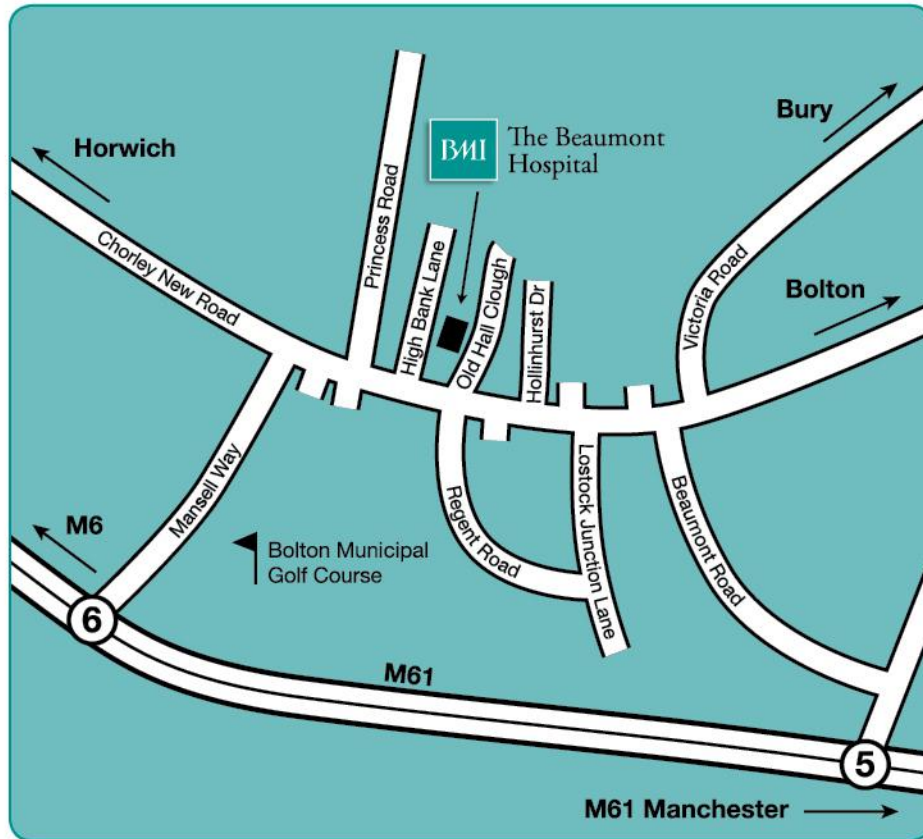 Horwich
BMI
The Beaumont
Hospital
Bury
Bolton
Chorley New Road
Princess Road
High Bank Lane
Old Hall Clough
Hollinhurst Dr
Victoria Road
Mansell Way
M6
Bolton Municipal
Golf Course
Regent Road
Lostock Junction Lane
Beaumont Road
6
M61
5
M61 Manchester